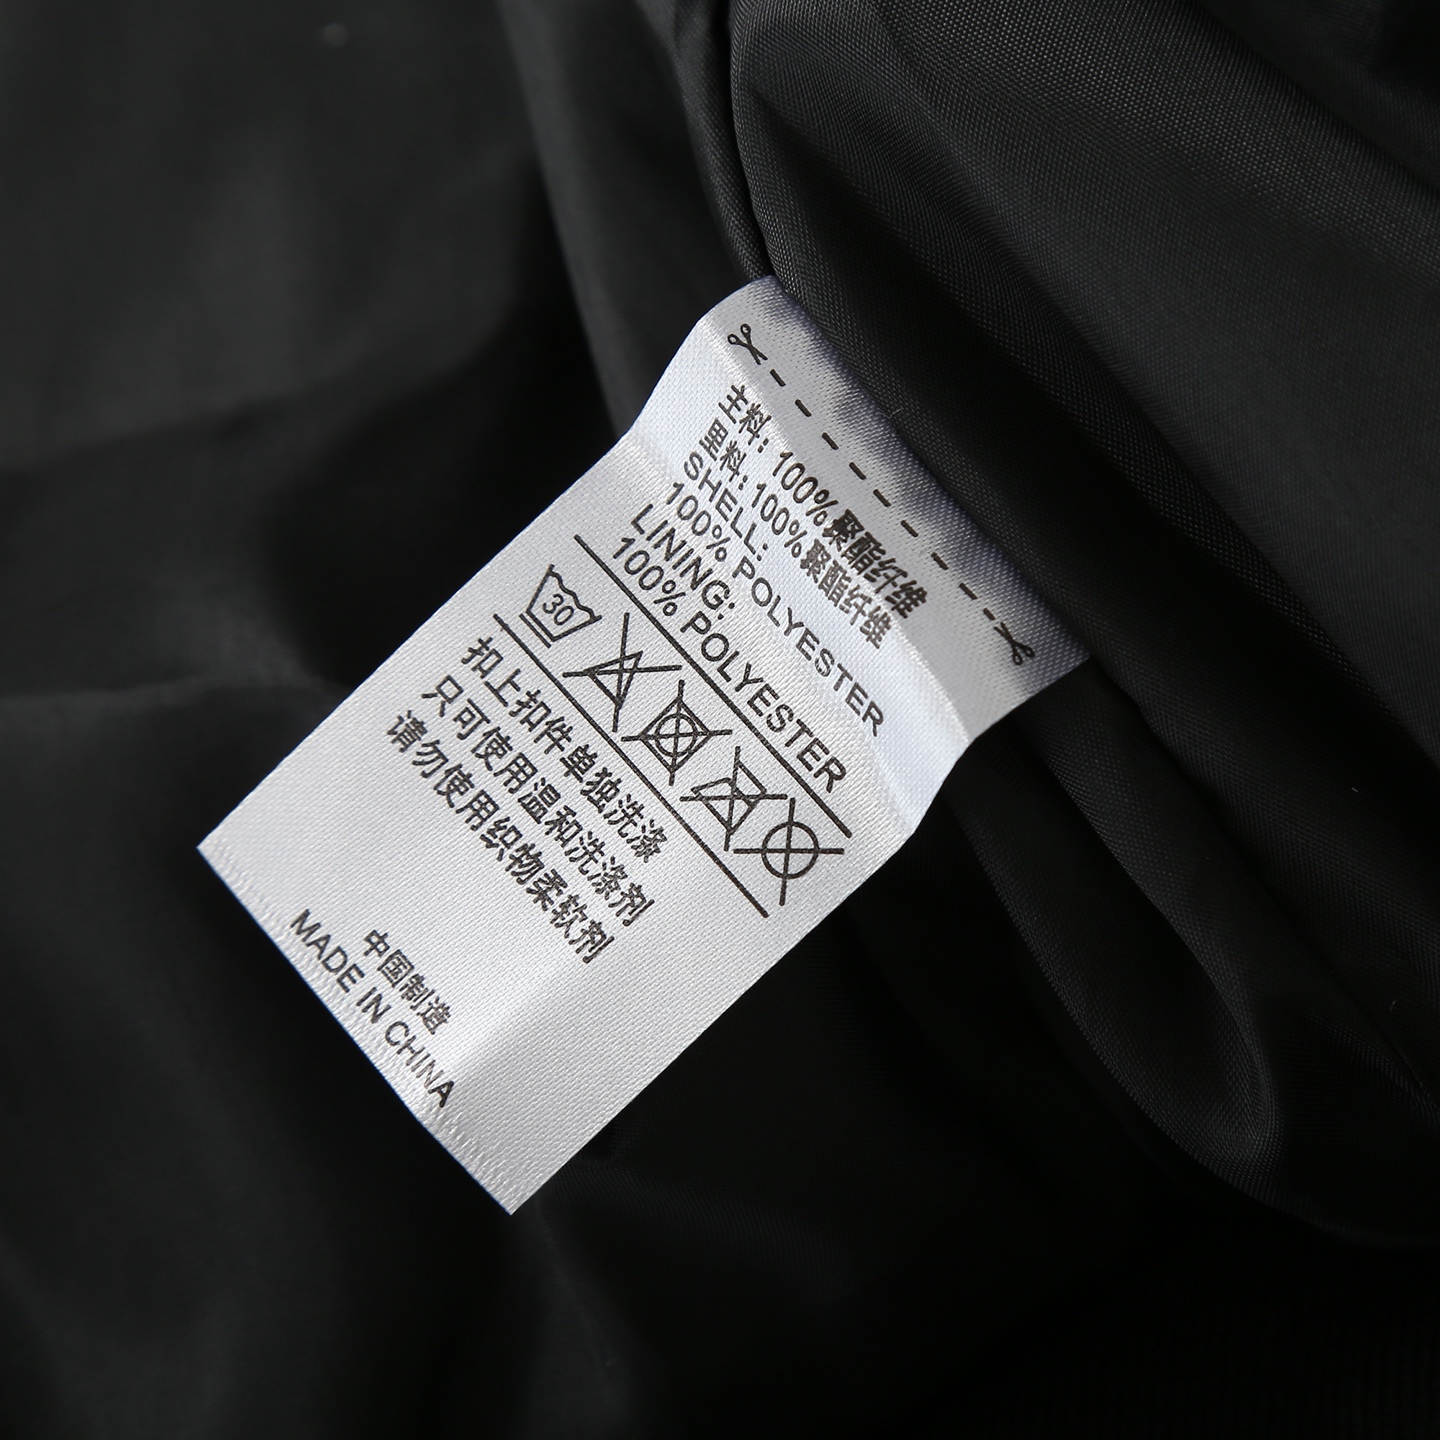 主料：100%聚酯纤维
里料：100%聚酯纤维
SHELL:
100% POLYESTER
LINING:
100% POLYESTER
30
扣上扣件单独洗涤
只可使用温和洗涤剂
请勿使用织物柔软剂
中国制造
MADE IN CHINA